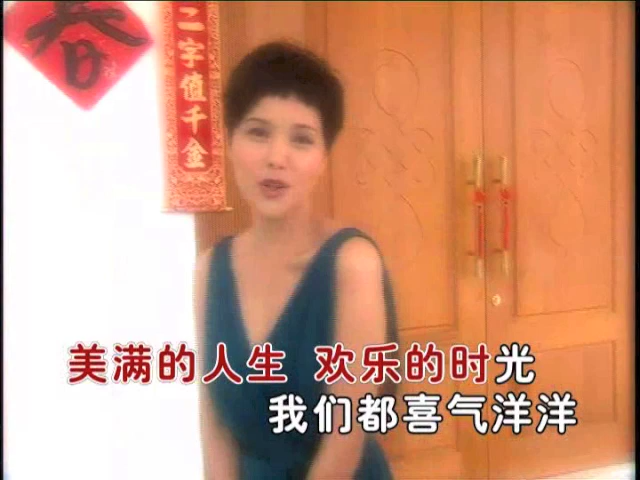 春
二字值千金
美满的人生 欢乐的时光
我们都喜气洋洋